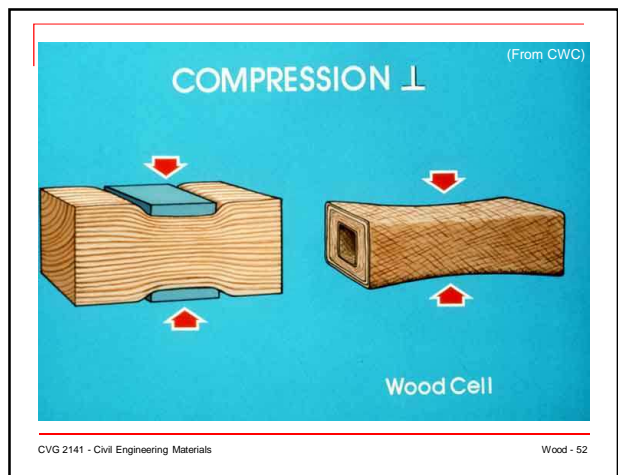 (From CWC)
COMPRESSION ⊥
Wood Cell
CVG 2141 - Civil Engineering Materials
Wood - 52